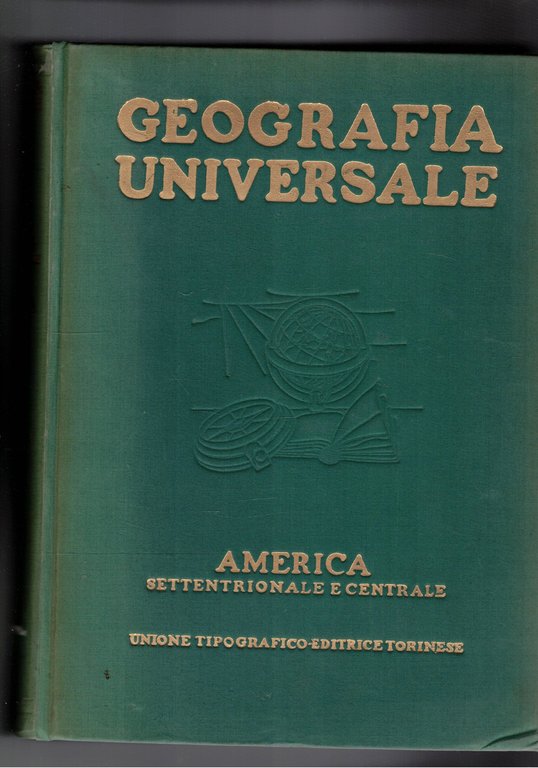 GEOGRAFIA
UNIVERSALE
AMERICA
SETTENTRIONALE E CENTRALE
UNIONE TIPOGRAFICO-EDITRICE TORINESE